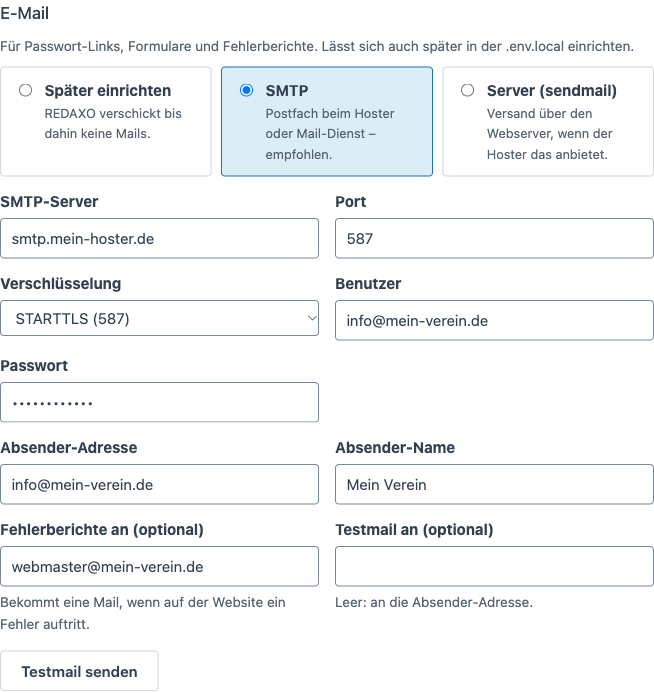 E-Mail
Für Passwort-Links, Formulare und Fehlerberichte. Lässt sich auch später in der .env.local einrichten.
Später einrichten
REDAXO verschickt bis
dahin keine Mails.
SMTP
Postfach beim Hoster
oder Mail-Dienst –
empfohlen.
Server (sendmail)
Versand über den
Webserver, wenn der
Hoster das anbietet.
SMTP-Server
smtp.mein-hoster.de
Port
587
Verschlüsselung
STARTTLS (587)
Benutzer
info@mein-verein.de
Passwort
••••••••••••
Absender-Adresse
info@mein-verein.de
Absender-Name
Mein Verein
Fehlerberichte an (optional)
webmaster@mein-verein.de
Bekommt eine Mail, wenn auf der Website ein
Fehler auftritt.
Testmail an (optional)
Leer: an die Absender-Adresse.
Testmail senden